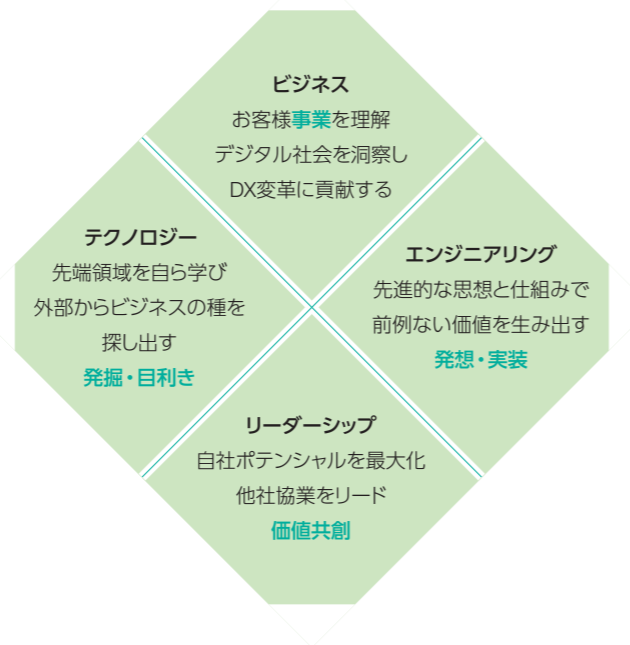 ビジネス
お客様事業を理解
デジタル社会を洞察し
DX変革に貢献する
テクノロジー
先端領域を自ら学び
外部からビジネスの種を
探し出す
発掘・目利き
エンジニアリング
先進的な思想と仕組みで
前例ない価値を生み出す
発想・実装
リーダーシップ
自社ポテンシャルを最大化
他社協業をリード
価値共創